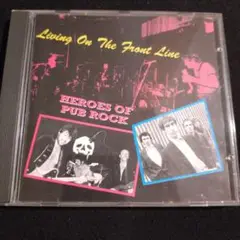 Living On The Front Line
HEROES OF
PUB ROCK